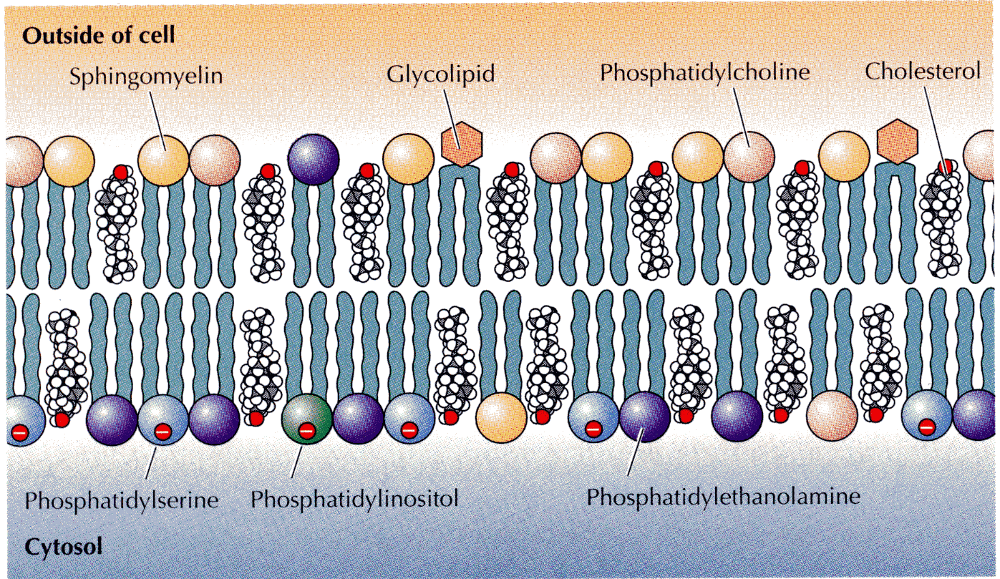 Outside of cell
Sphingomyelin
Glycolipid
Phosphatidylcholine
Cholesterol
Phosphatidylserine
Phosphatidylinositol
Phosphatidylethanolamine
Cytosol